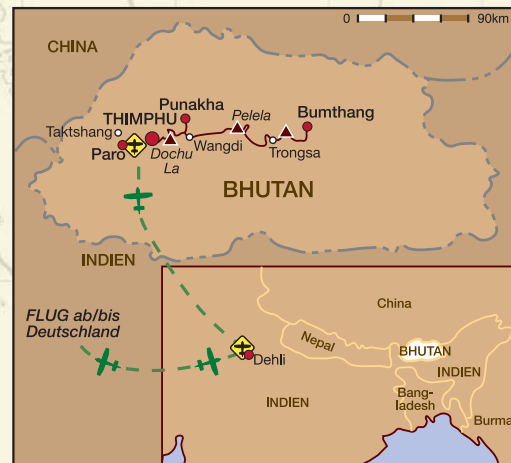 0 90km
CHINA
Punakha
THIMPHU
Pelela
Bumthang
Taktshang
Wangdi
Paro
Dochu
La
Trongsa
BHUTAN
INDIEN
FLUG ab/bis
Deutschland
China
Nepal
BHUTAN
Dehli
INDIEN
INDIEN
Bang-
ladesh
Burma